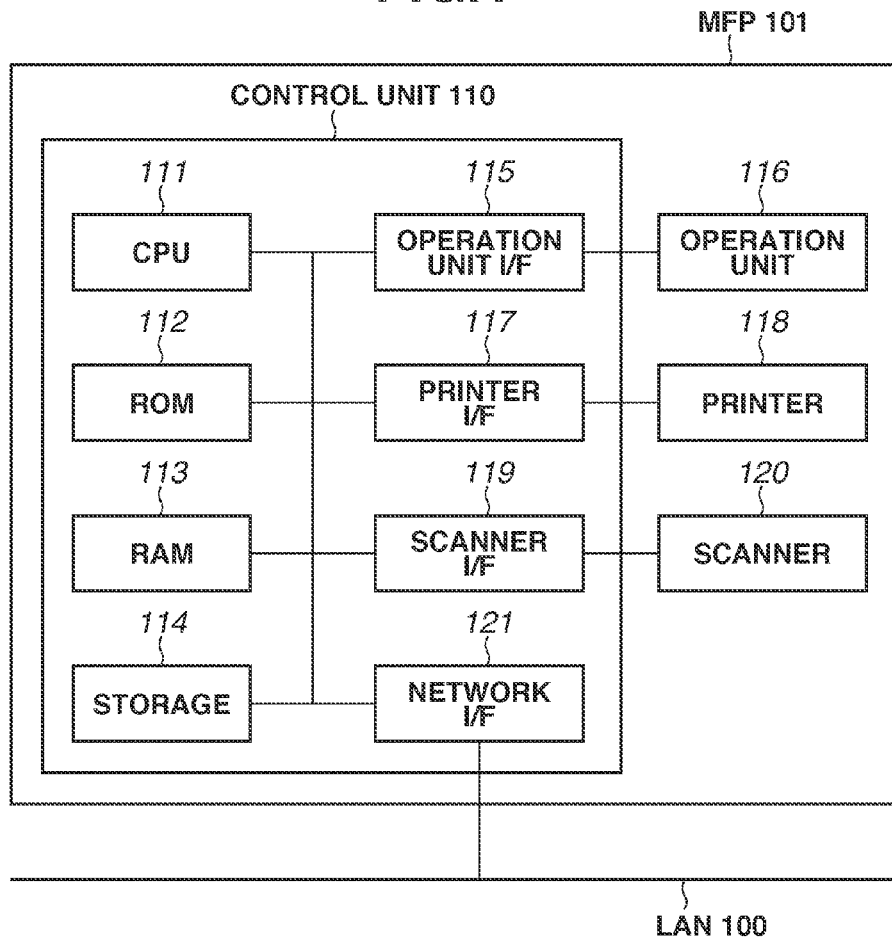 MFP 101
CONTROL UNIT 110
111
115
116
CPU
OPERATION
UNIT I/F
OPERATION
UNIT
112
117
118
ROM
PRINTER
I/F
PRINTER
113
119
120
RAM
SCANNER
I/F
SCANNER
114
121
STORAGE
NETWORK
I/F
LAN 100